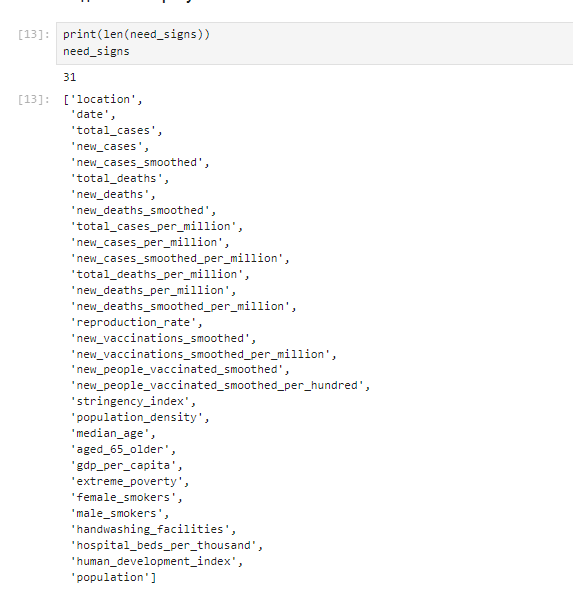 [13]: print(len(need_signs))
need_signs
31
[13]: ['location',
'date',
'total_cases',
'new_cases',
'new_cases_smoothed',
'total_deaths',
'new_deaths',
'new_deaths_smoothed',
'total_cases_per_million',
'new_cases_per_million',
'new_cases_smoothed_per_million',
'total_deaths_per_million',
'new_deaths_per_million',
'new_deaths_smoothed_per_million',
'reproduction_rate',
'new_vaccinations_smoothed',
'new_vaccinations_smoothed_per_million',
'new_people_vaccinated_smoothed',
'new_people_vaccinated_smoothed_per_hundred',
'stringency_index',
'population_density',
'median_age',
'aged_65_older',
'gdp_per_capita',
'extreme_poverty',
'female_smokers',
'male_smokers',
'handwashing_facilities',
'hospital_beds_per_thousand',
'human_development_index',
'population']